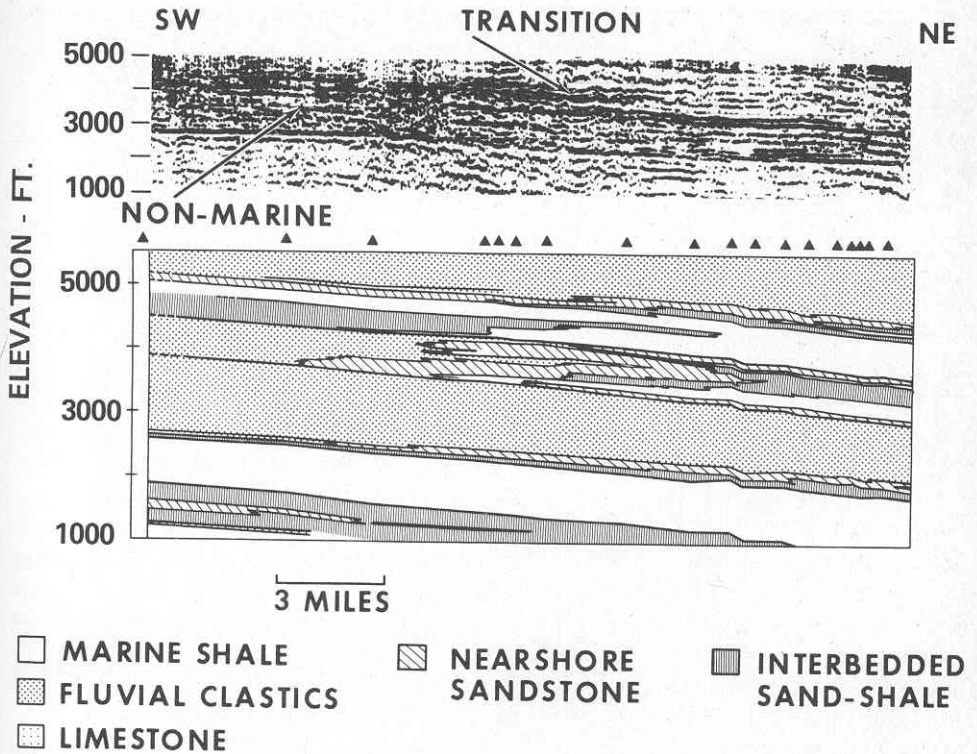 SW
TRANSITION
NE
5000
3000
1000
NON-MARINE
ELEVATION - FT.
5000
3000
1000
3 MILES
MARINE SHALE
FLUVIAL CLASTICS
LIMESTONE
NEARSHORE
SANDSTONE
INTERBEDDED
SAND-SHALE